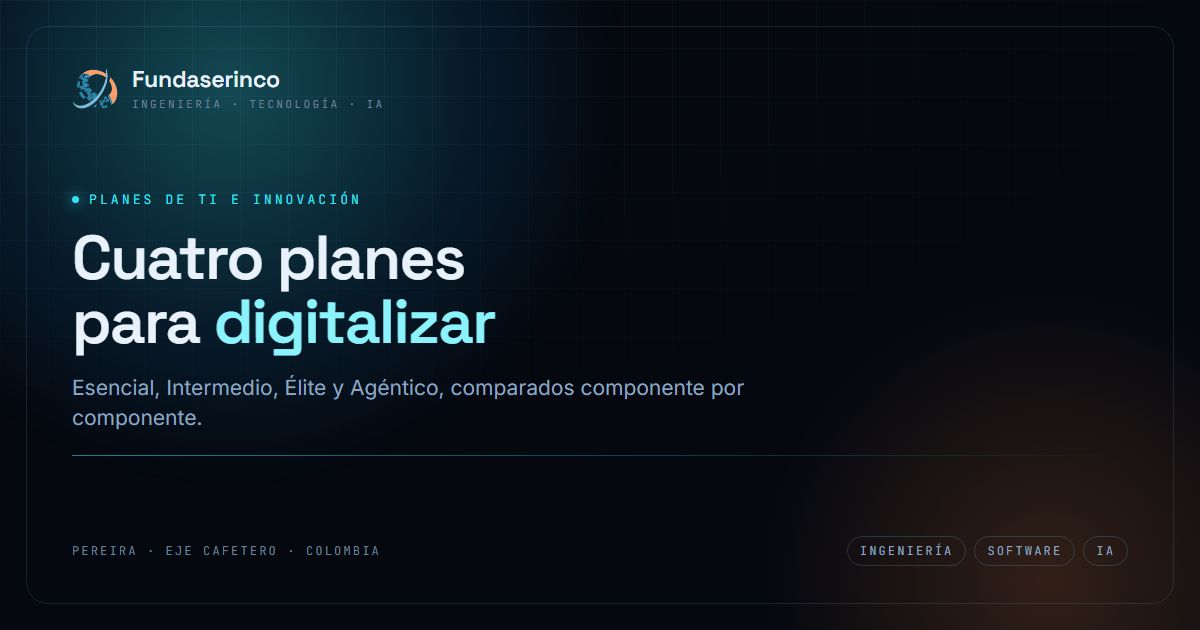 Fundaserinco
INGENIERÍA · TECNOLOGÍA · IA
PLANES DE TI E INNOVACIÓN
Cuatro planes
para digitalizar
Esencial, Intermedio, Élite y Agéntico, comparados componente por
componente.
PEREIRA · EJE CAFETERO · COLOMBIA
INGENIERÍA
SOFTWARE
IA